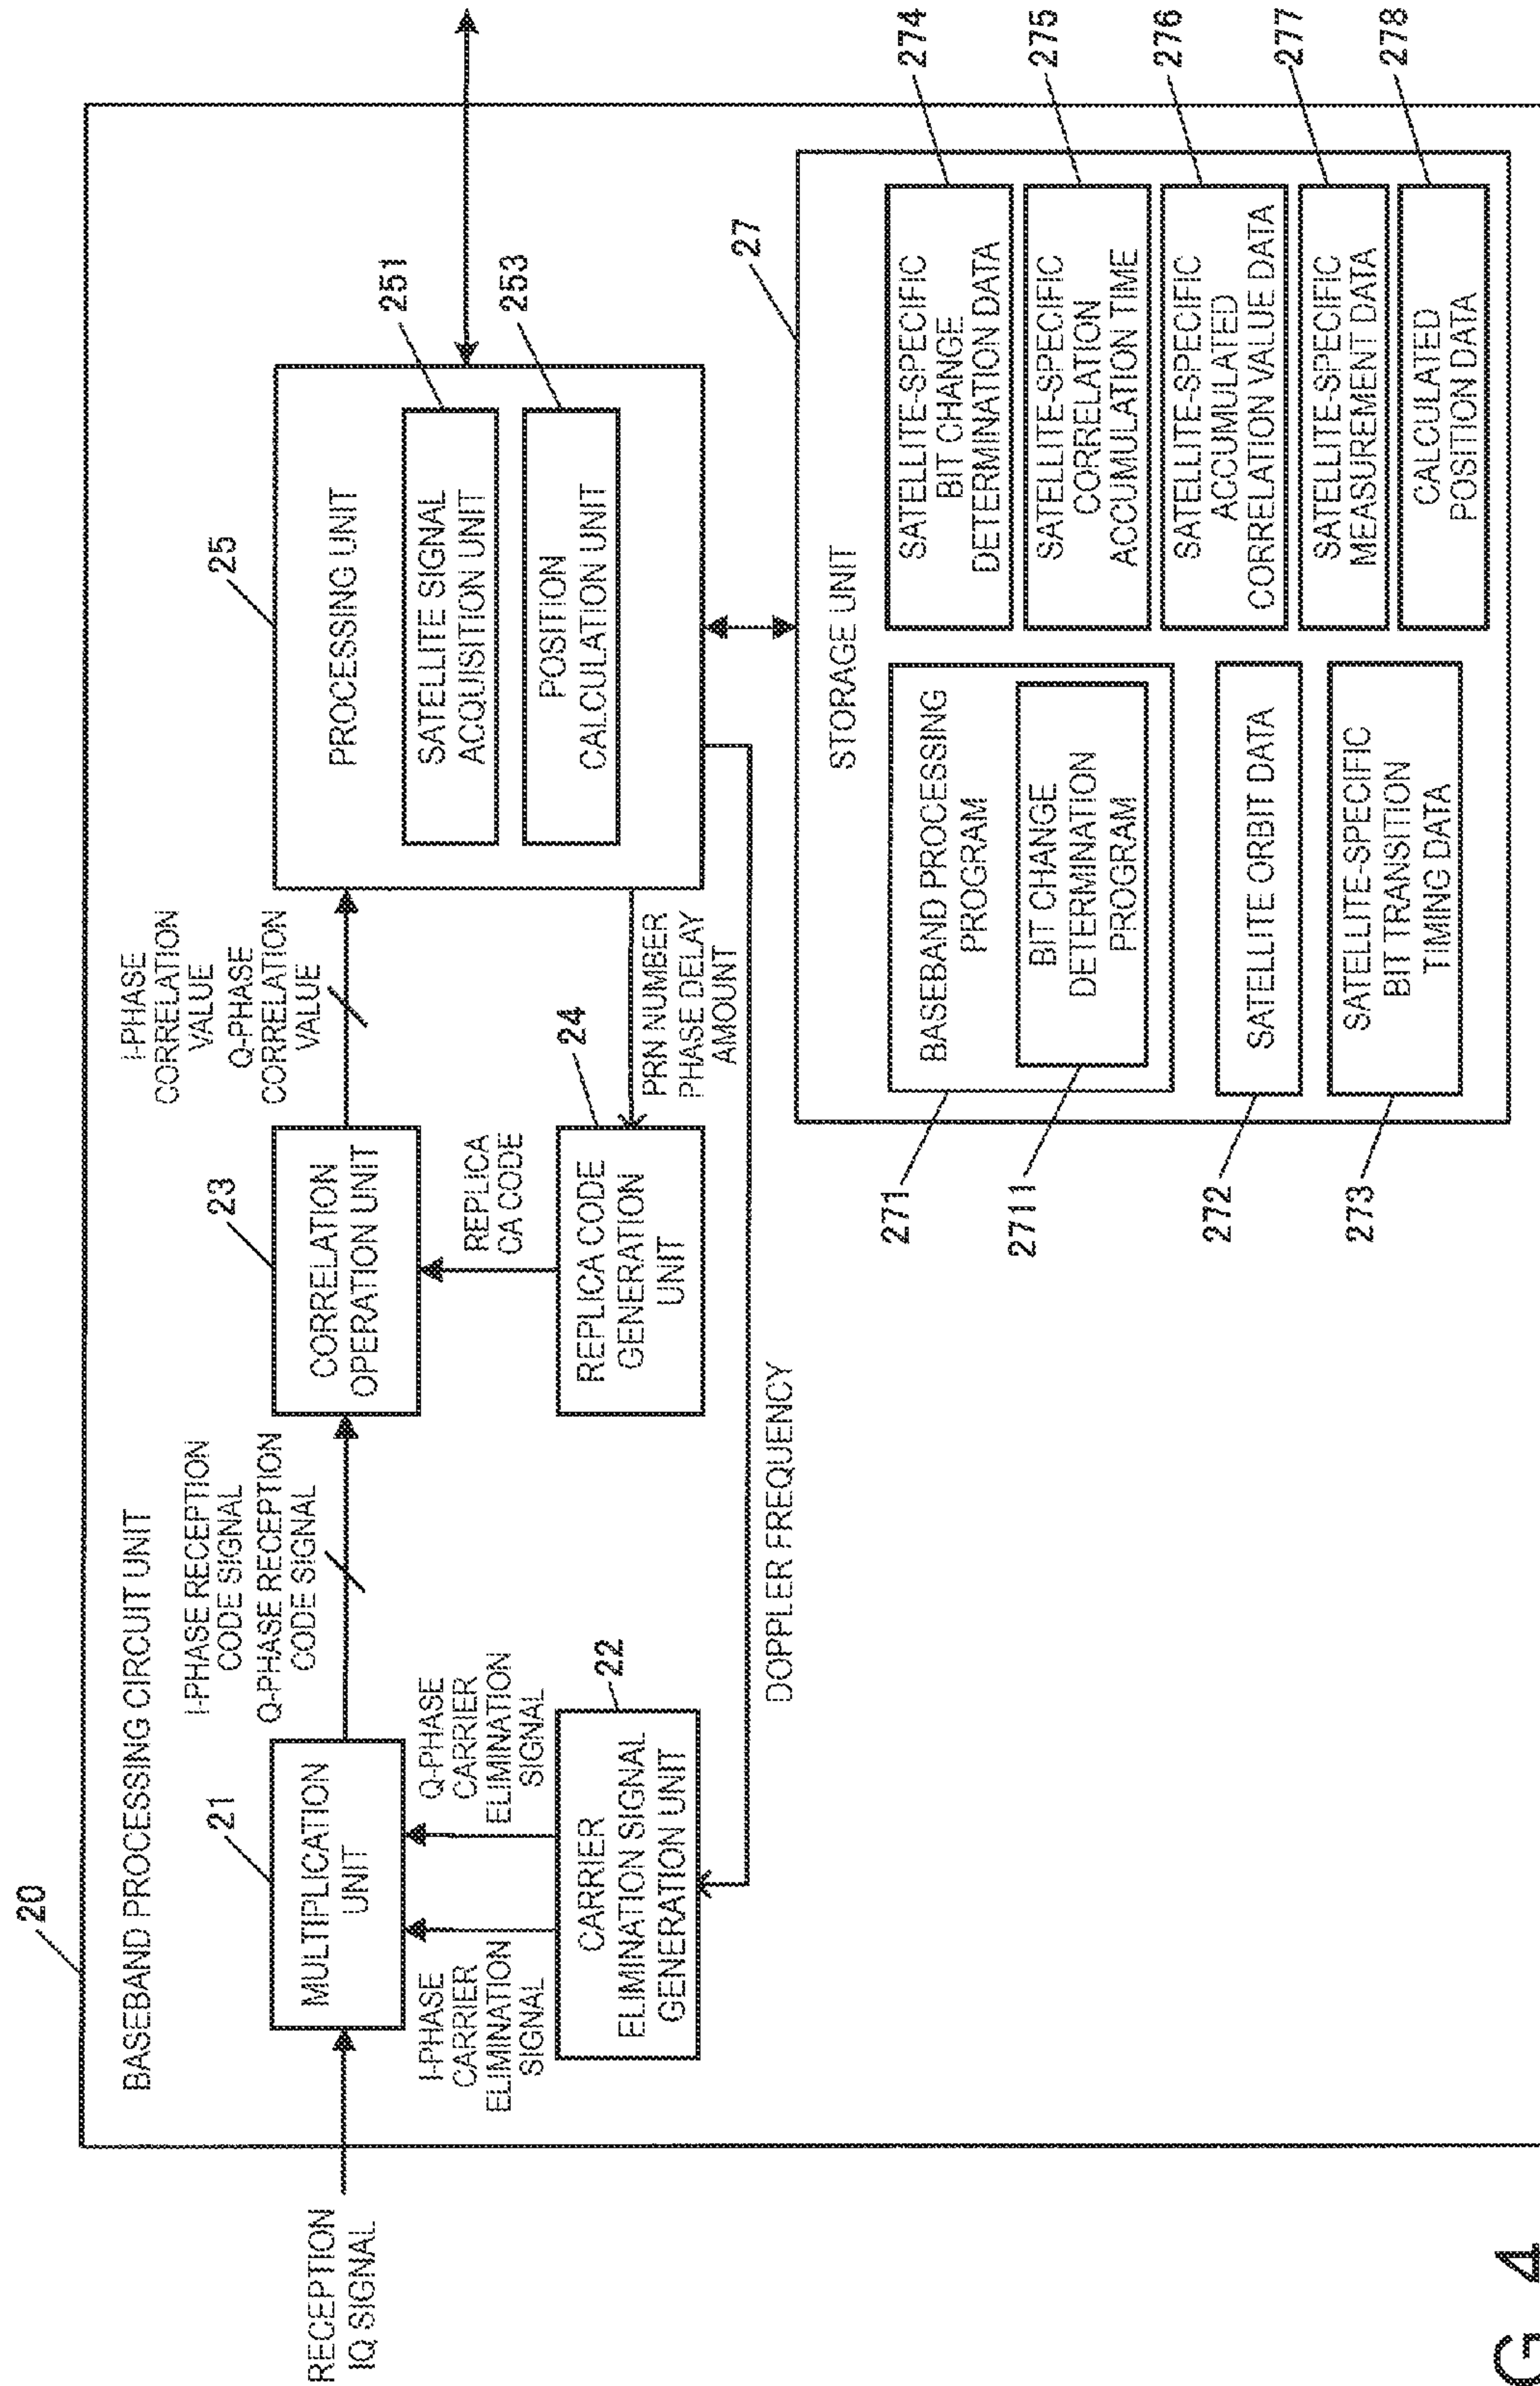 20
BASEBAND PROCESSING CIRCUIT UNIT
RECEPTION
IQ SIGNAL
21
MULTIPLICATION
UNIT
I-PHASE
CARRIER
ELIMINATION
SIGNAL
Q-PHASE
CARRIER
ELIMINATION
SIGNAL
22
CARRIER
ELIMINATION SIGNAL
GENERATION UNIT
I-PHASE RECEPTION
CODE SIGNAL
Q-PHASE RECEPTION
CODE SIGNAL
23
CORRELATION
OPERATION UNIT
REPLICA
CA CODE
24
REPLICA CODE
GENERATION
UNIT
DOPPLER FREQUENCY
I-PHASE
CORRELATION
VALUE
Q-PHASE
CORRELATION
VALUE
PRN NUMBER
PHASE DELAY
AMOUNT
25
PROCESSING UNIT
SATELLITE SIGNAL
ACQUISITION UNIT
251
POSITION
CALCULATION UNIT
253
27
STORAGE UNIT
271
BASEBAND PROCESSING
PROGRAM
2711
BIT CHANGE
DETERMINATION
PROGRAM
272
SATELLITE ORBIT DATA
273
SATELLITE-SPECIFIC
BIT TRANSITION
TIMING DATA
SATELLITE-SPECIFIC
BIT CHANGE
DETERMINATION DATA
274
SATELLITE-SPECIFIC
CORRELATION
ACCUMULATION TIME
275
SATELLITE-SPECIFIC
ACCUMULATED
CORRELATION VALUE DATA
276
SATELLITE-SPECIFIC
MEASUREMENT DATA
277
CALCULATED
POSITION DATA
278
G 4